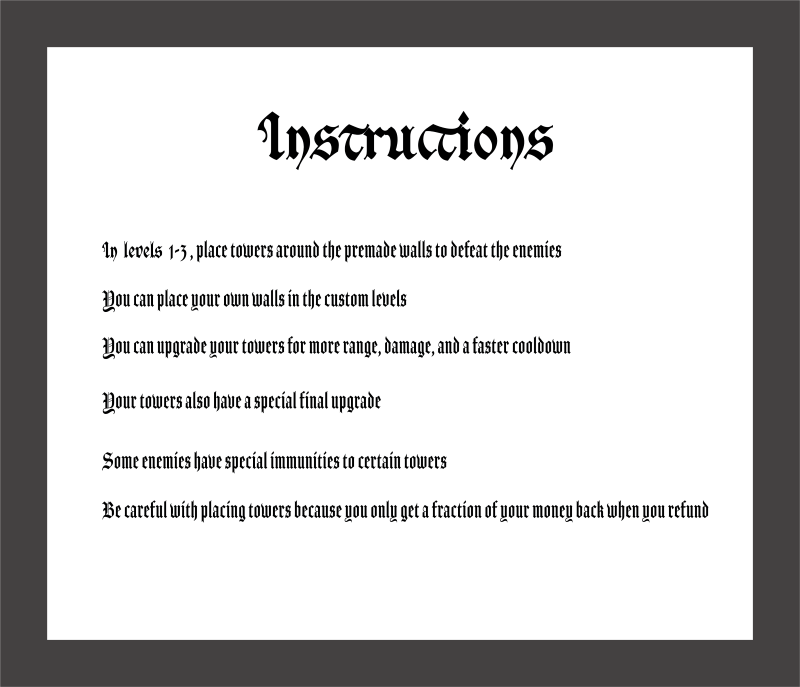 Instructions
In levels 1-3, place towers around the premade walls to defeat the enemies
You can place your own walls in the custom levels
You can upgrade your towers for more range, damage, and a faster cooldown
Your towers also have a special final upgrade
Some enemies have special immunities to certain towers
Be careful with placing towers because you only get a fraction of your money back when you refund